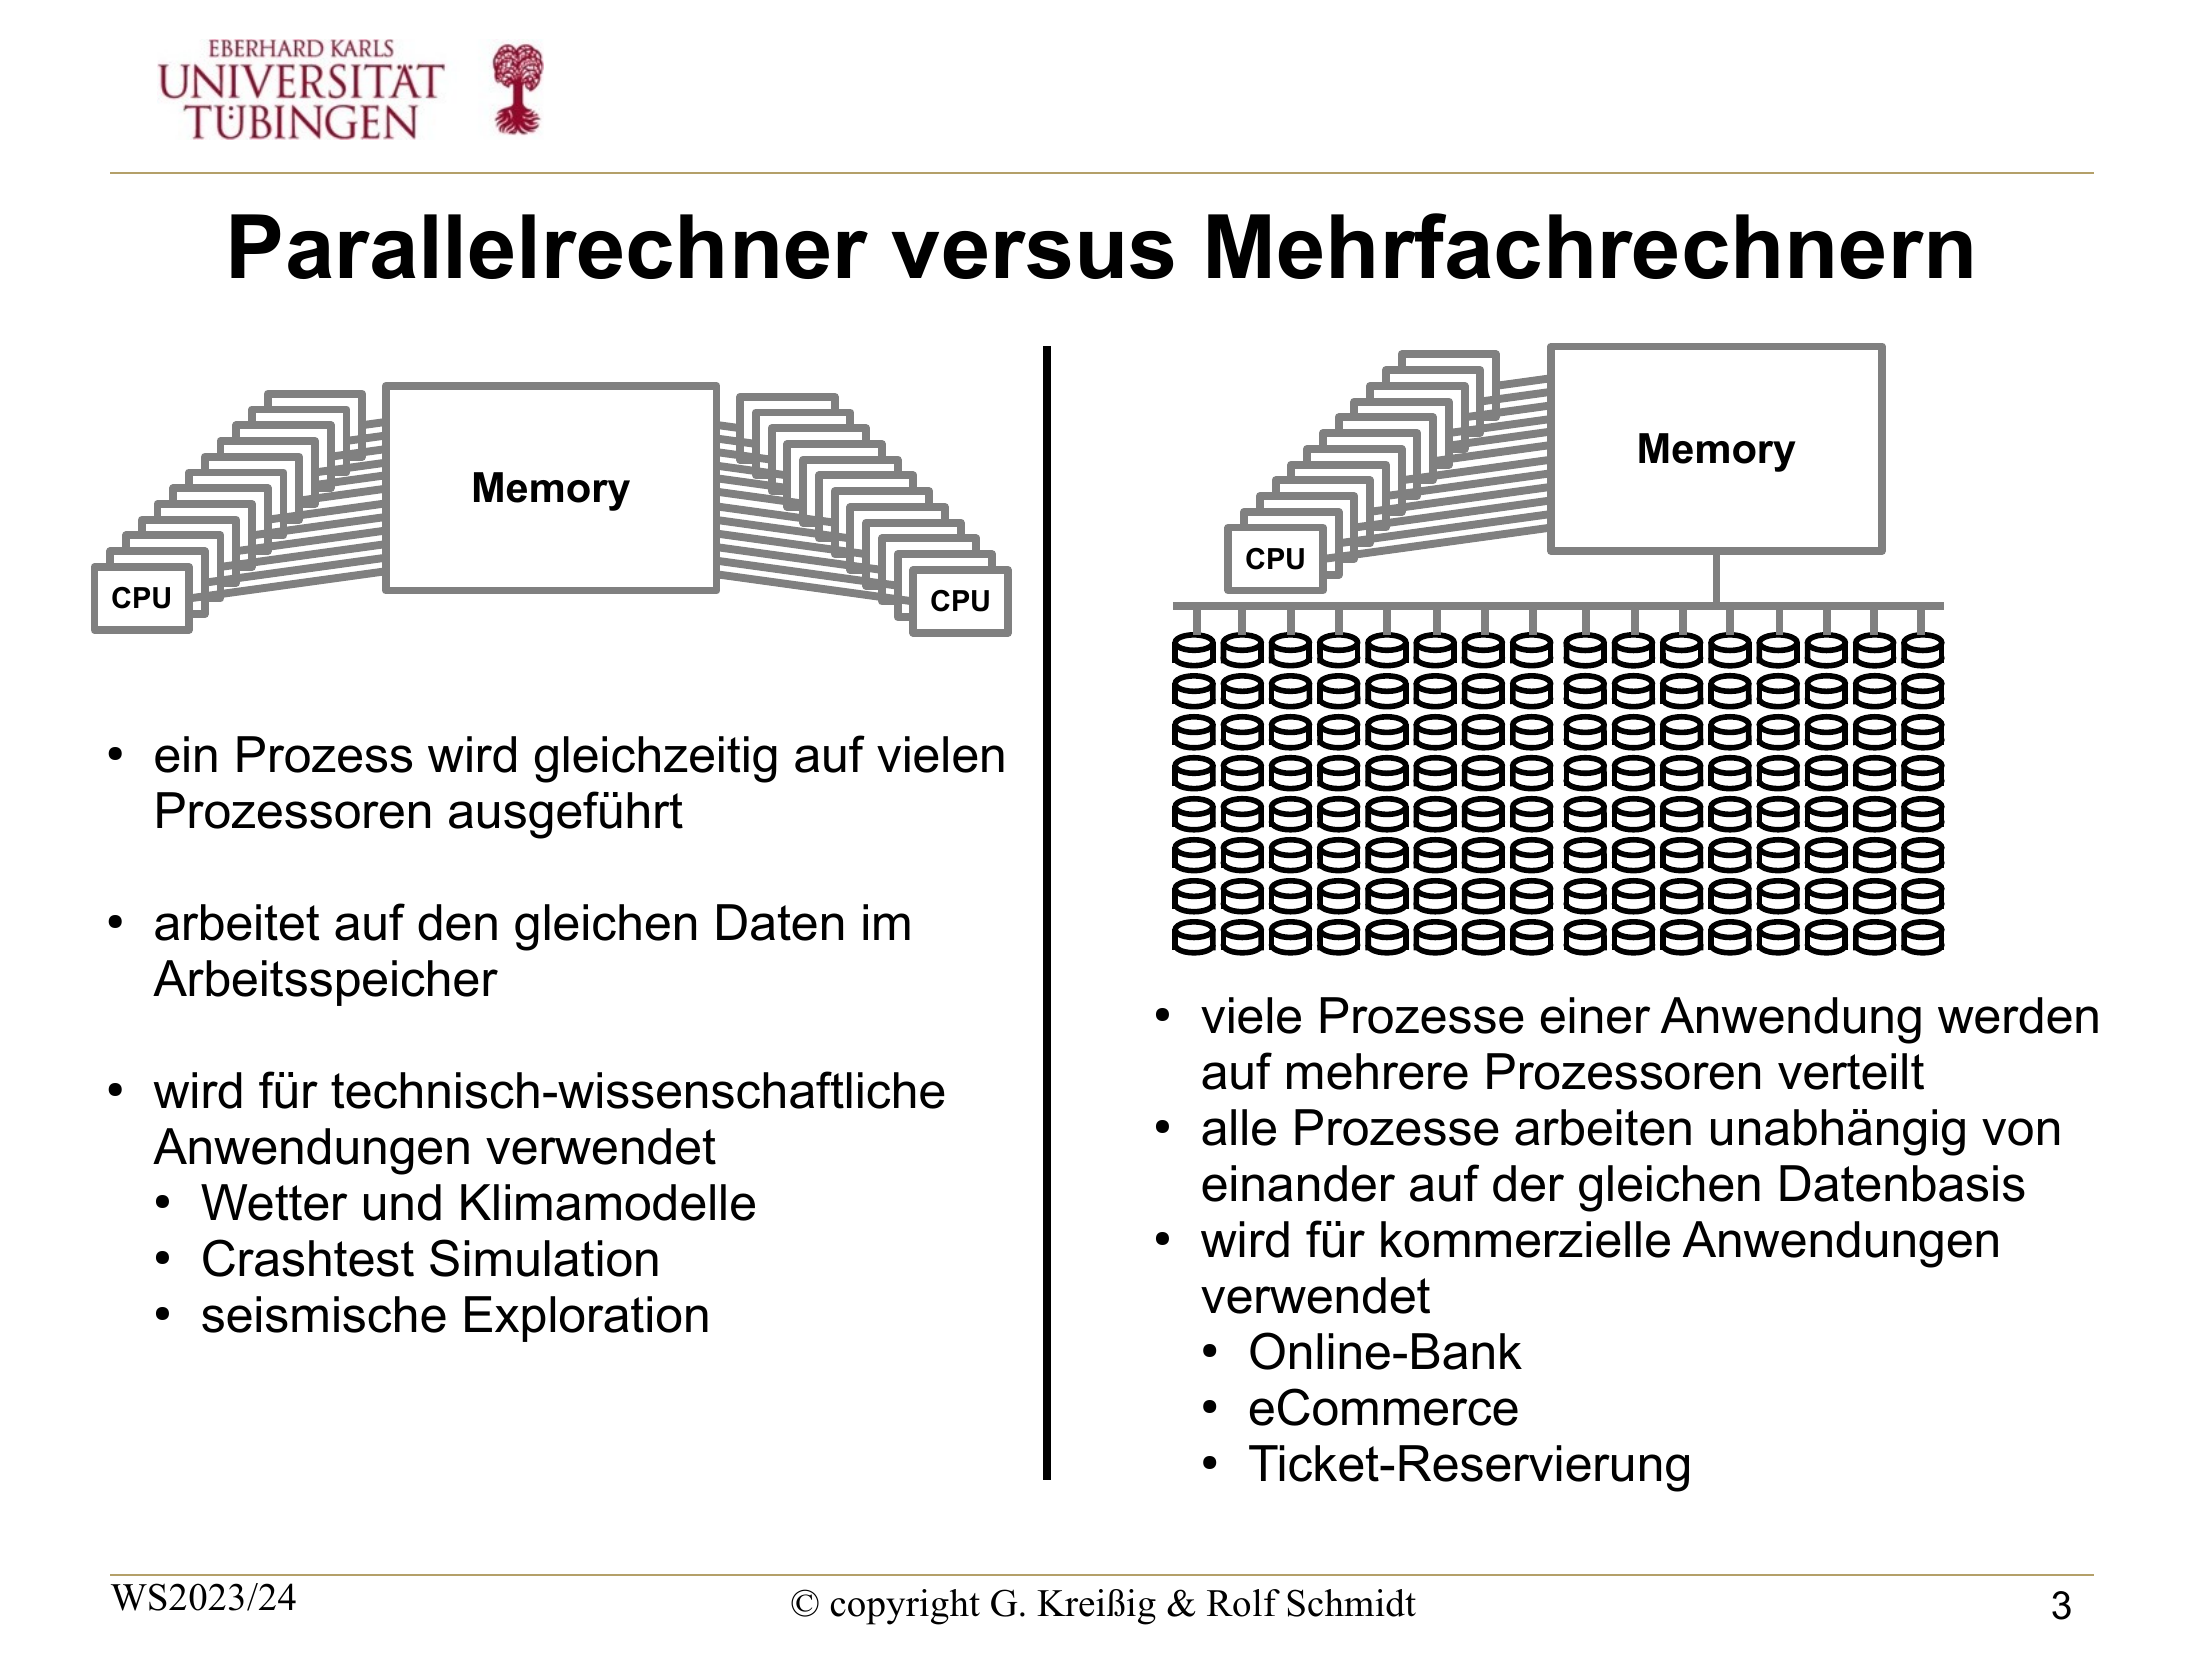 EBERHARD KARLS
UNIVERSITÄT
TÜBINGEN
Parallelrechner versus Mehrfachrechnern
Memory
CPU
CPU
• ein Prozess wird gleichzeitig auf vielen
Prozessoren ausgeführt
• arbeitet auf den gleichen Daten im
Arbeitsspeicher
• wird für technisch-wissenschaftliche
Anwendungen verwendet
• Wetter und Klimamodelle
• Crashtest Simulation
• seismische Exploration
Memory
CPU
• viele Prozesse einer Anwendung werden
auf mehrere Prozessoren verteilt
• alle Prozesse arbeiten unabhängig von
einander auf der gleichen Datenbasis
• wird für kommerzielle Anwendungen
verwendet
• Online-Bank
• eCommerce
• Ticket-Reservierung
WS2023/24
© copyright G. Kreißig & Rolf Schmidt
3